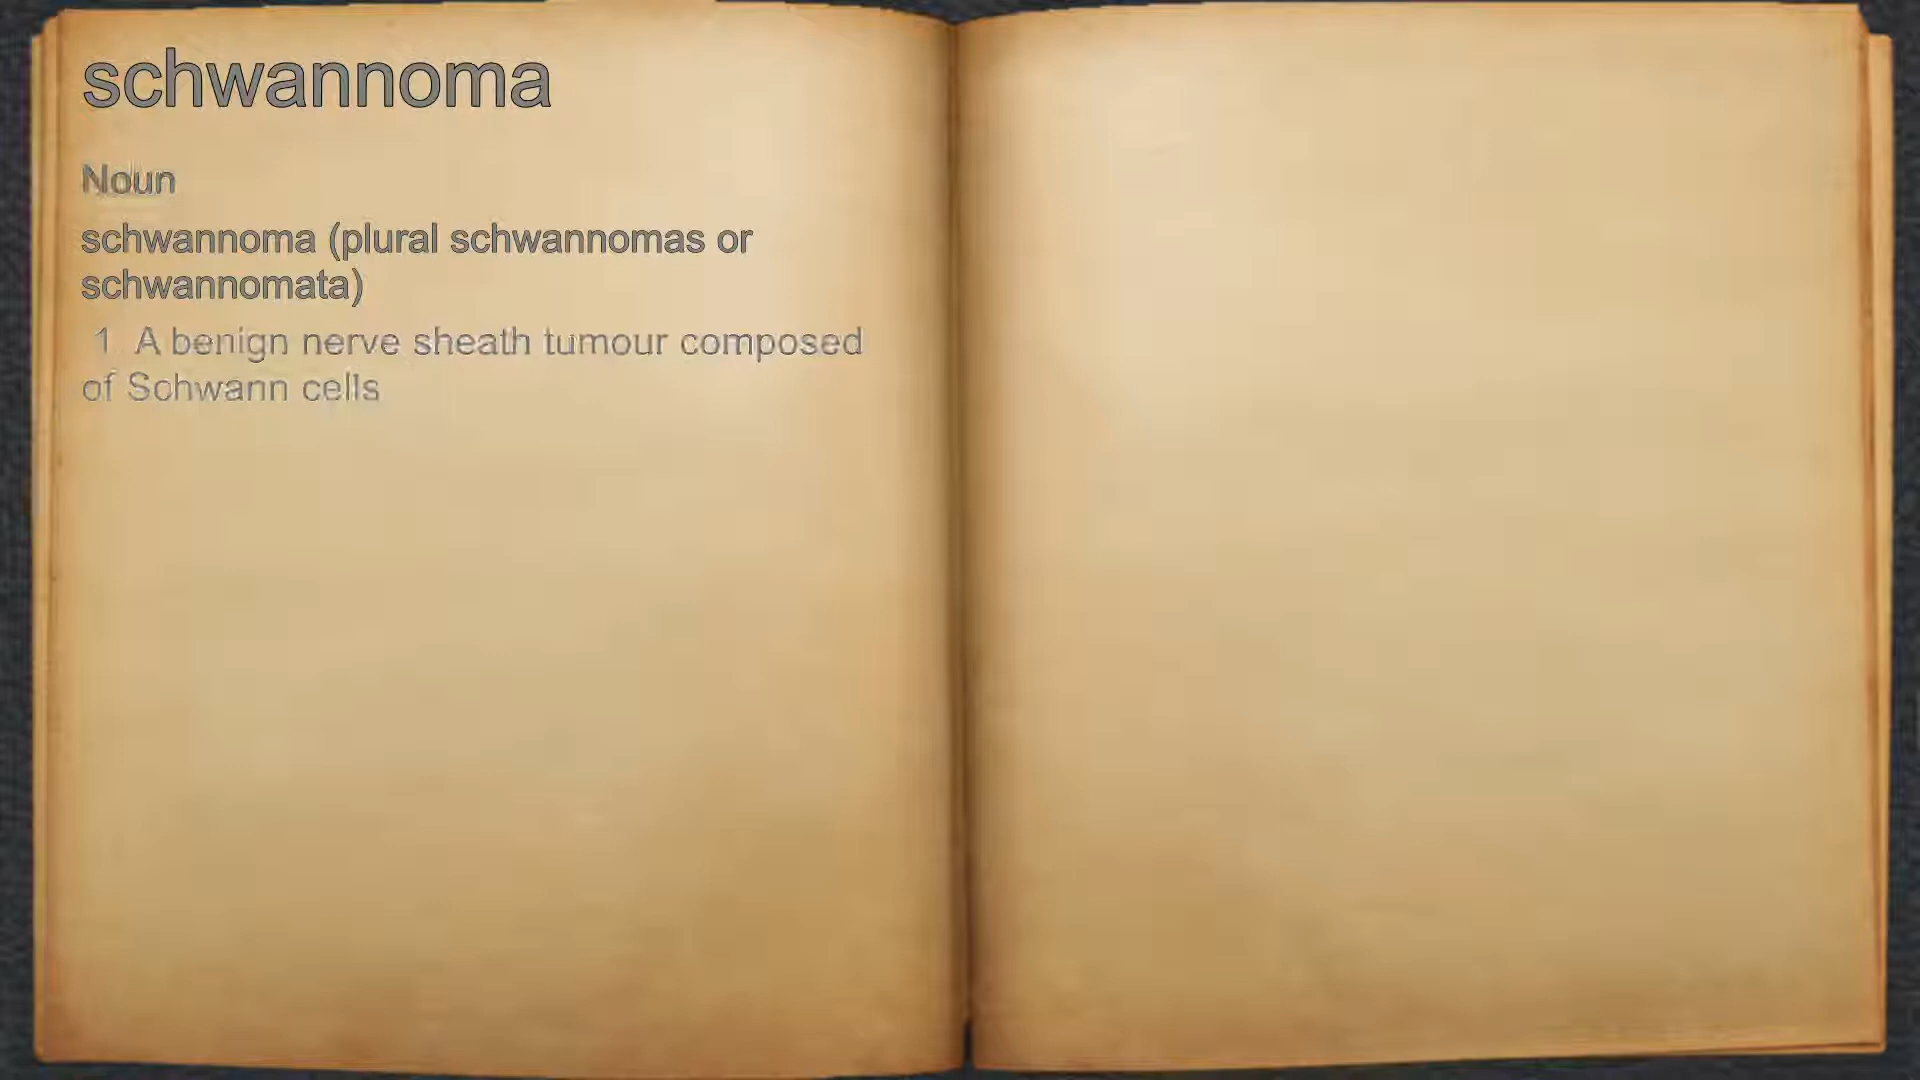 schwannoma
Noun
schwannoma (plural schwannomas or
schwannomata)
1 A benign nerve sheath tumour composed
of Schwann cells